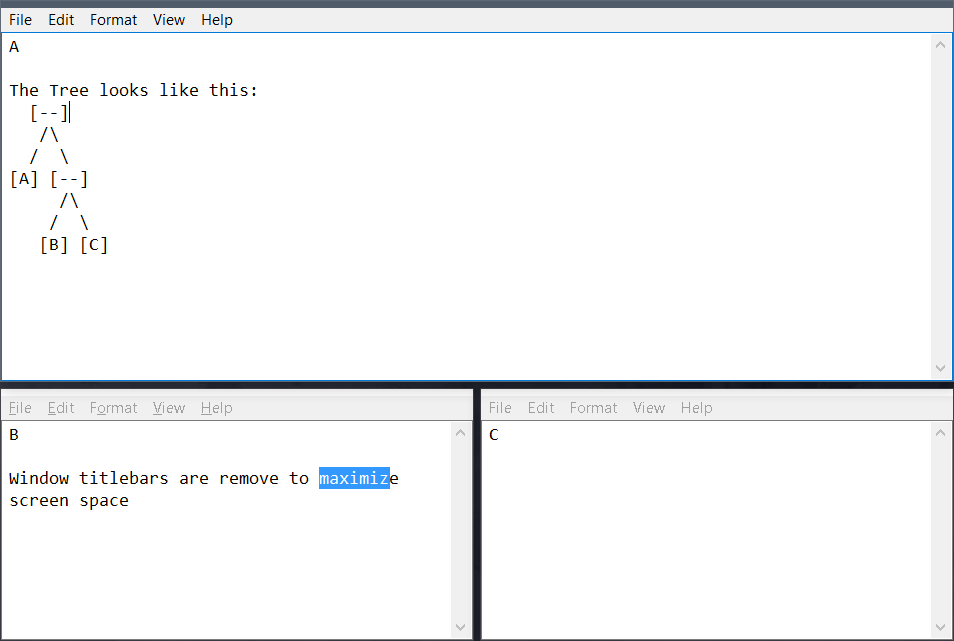 File Edit Format View Help
A
The Tree looks like this:
  [--]
   /\
  /  \
[A] [--]
     /\
    /  \
   [B] [C]
File Edit Format View Help
B
Window titlebars are remove to maximize
screen space
File Edit Format View Help
C